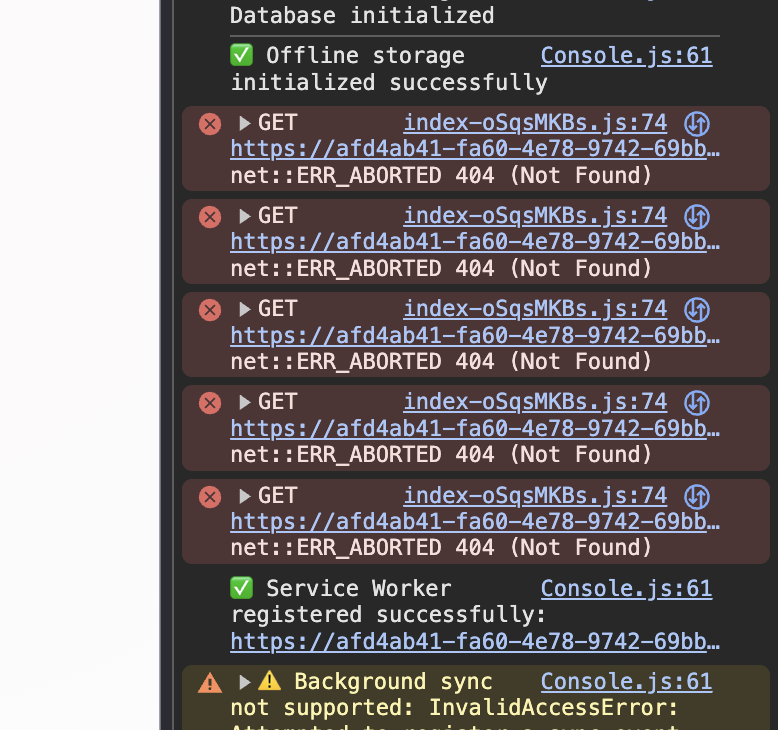 Database initialized
✅ Offline storage Console.js:61
initialized successfully
▶ GET index-oSqsMKBs.js:74
https://afd4ab41-fa60-4e78-9742-69bb…
net::ERR_ABORTED 404 (Not Found)
▶ GET index-oSqsMKBs.js:74
https://afd4ab41-fa60-4e78-9742-69bb…
net::ERR_ABORTED 404 (Not Found)
▶ GET index-oSqsMKBs.js:74
https://afd4ab41-fa60-4e78-9742-69bb…
net::ERR_ABORTED 404 (Not Found)
▶ GET index-oSqsMKBs.js:74
https://afd4ab41-fa60-4e78-9742-69bb…
net::ERR_ABORTED 404 (Not Found)
▶ GET index-oSqsMKBs.js:74
https://afd4ab41-fa60-4e78-9742-69bb…
net::ERR_ABORTED 404 (Not Found)
✅ Service Worker Console.js:61
registered successfully:
https://afd4ab41-fa60-4e78-9742-69bb…
▶ ⚠️ Background sync Console.js:61
not supported: InvalidAccessError:
Attempted to register a sync event